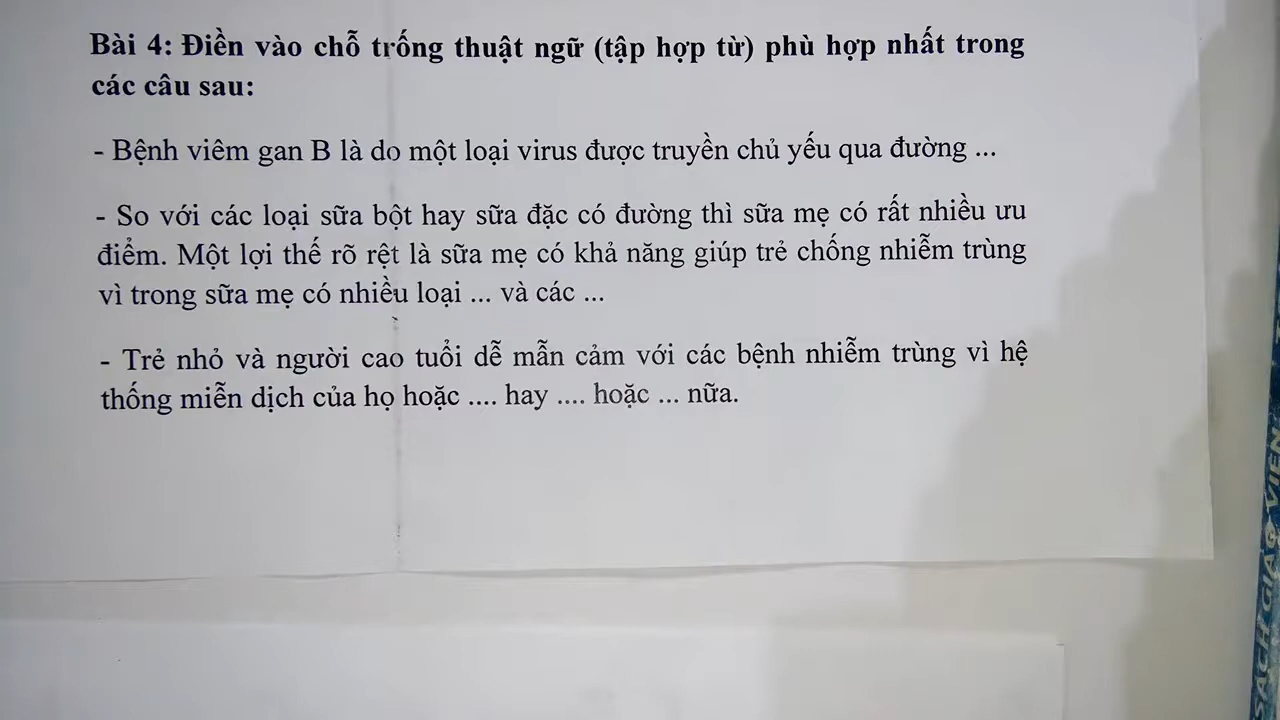 Bài 4: Điền vào chỗ trống thuật ngữ (tập hợp từ) phù hợp nhất trong
các câu sau:
- Bệnh viêm gan B là do một loại virus được truyền chủ yếu qua đường ...
- So với các loại sữa bột hay sữa đặc có đường thì sữa mẹ có rất nhiều ưu
điểm. Một lợi thế rõ rệt là sữa mẹ có khả năng giúp trẻ chống nhiễm trùng
vì trong sữa mẹ có nhiều loại ... và các ...
- Trẻ nhỏ và người cao tuổi dễ mẫn cảm với các bệnh nhiễm trùng vì hệ
thống miễn dịch của họ hoặc .... hay .... hoặc ... nữa.
SÁCH GIÁO VIÊN